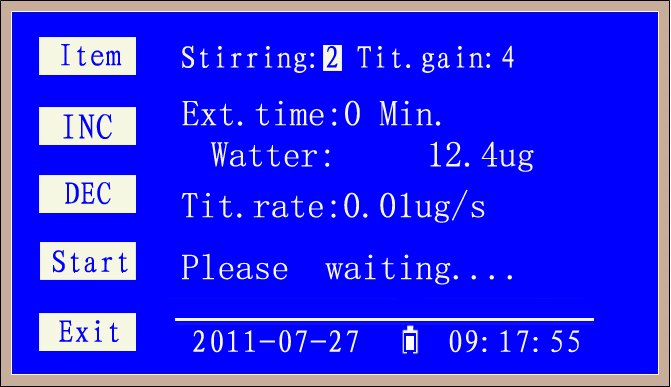 Item
Stirring:2 Tit.gain:4
INC
Ext.time:0 Min.
Watter: 12.4ug
DEC
Tit.rate:0.01ug/s
Start
Please waiting....
Exit
2011-07-27 09:17:55